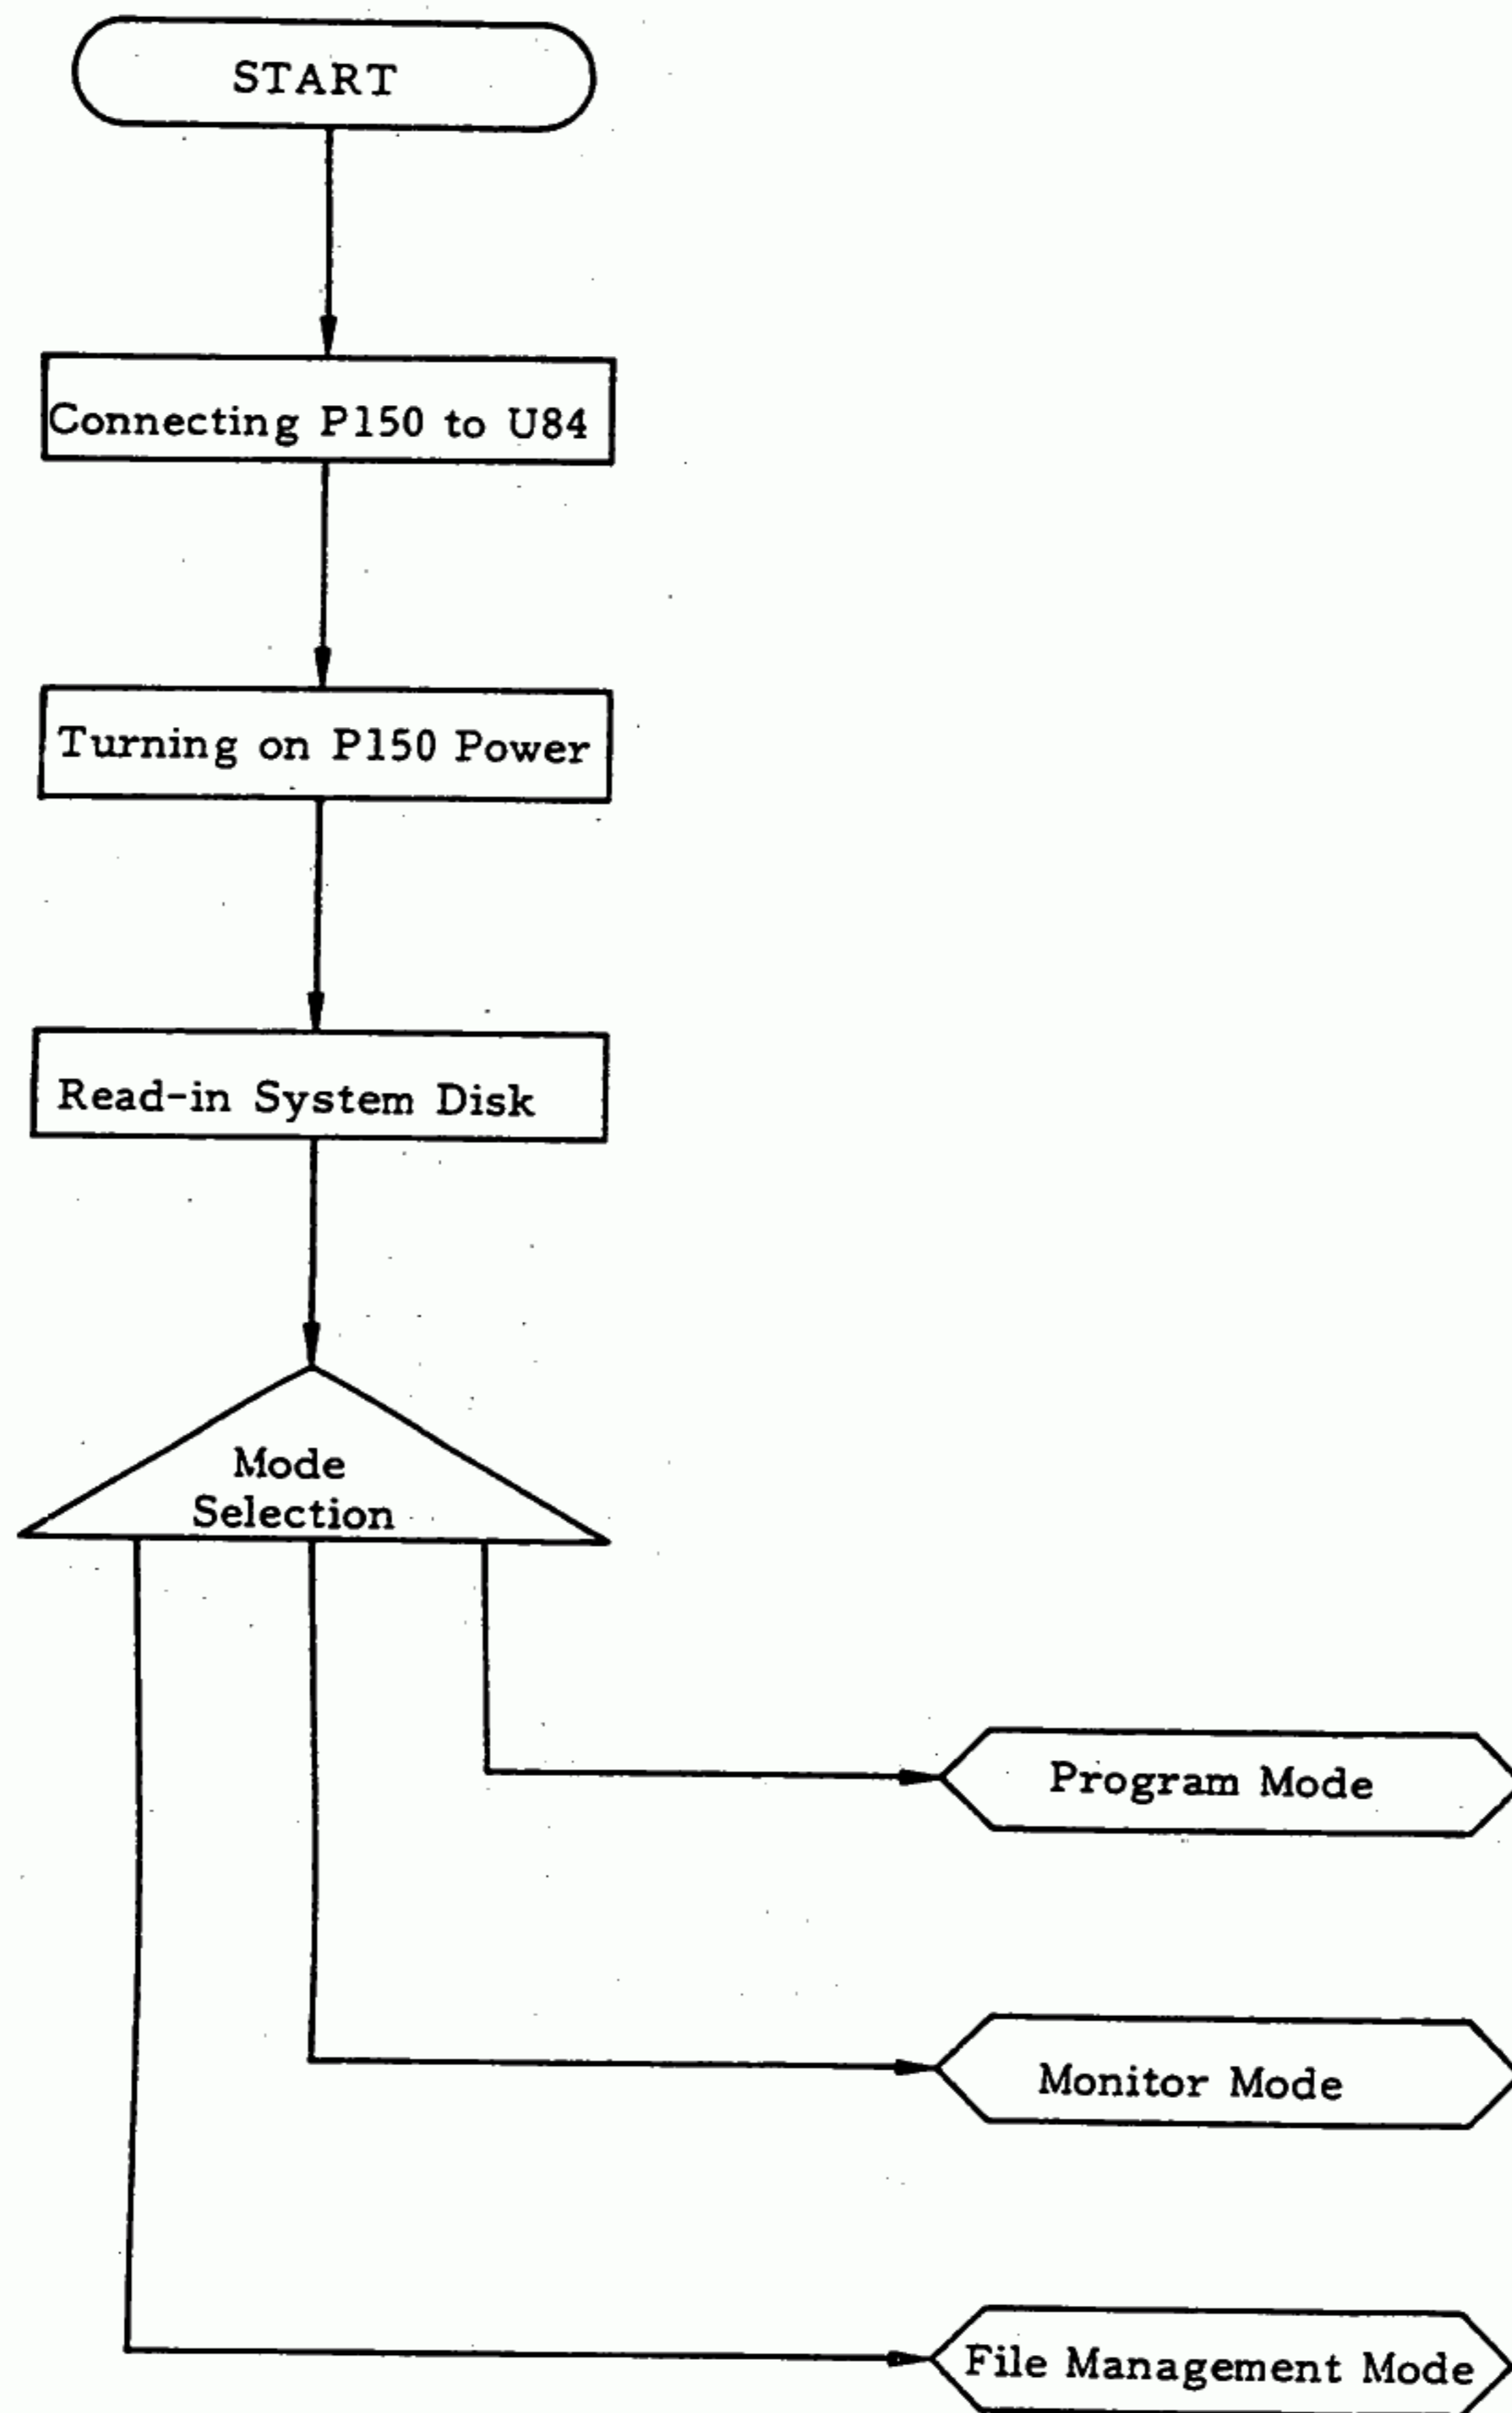 START
Connecting P150 to U84
Turning on P150 Power
Read-in System Disk
Mode
Selection
Program Mode
Monitor Mode
File Management Mode